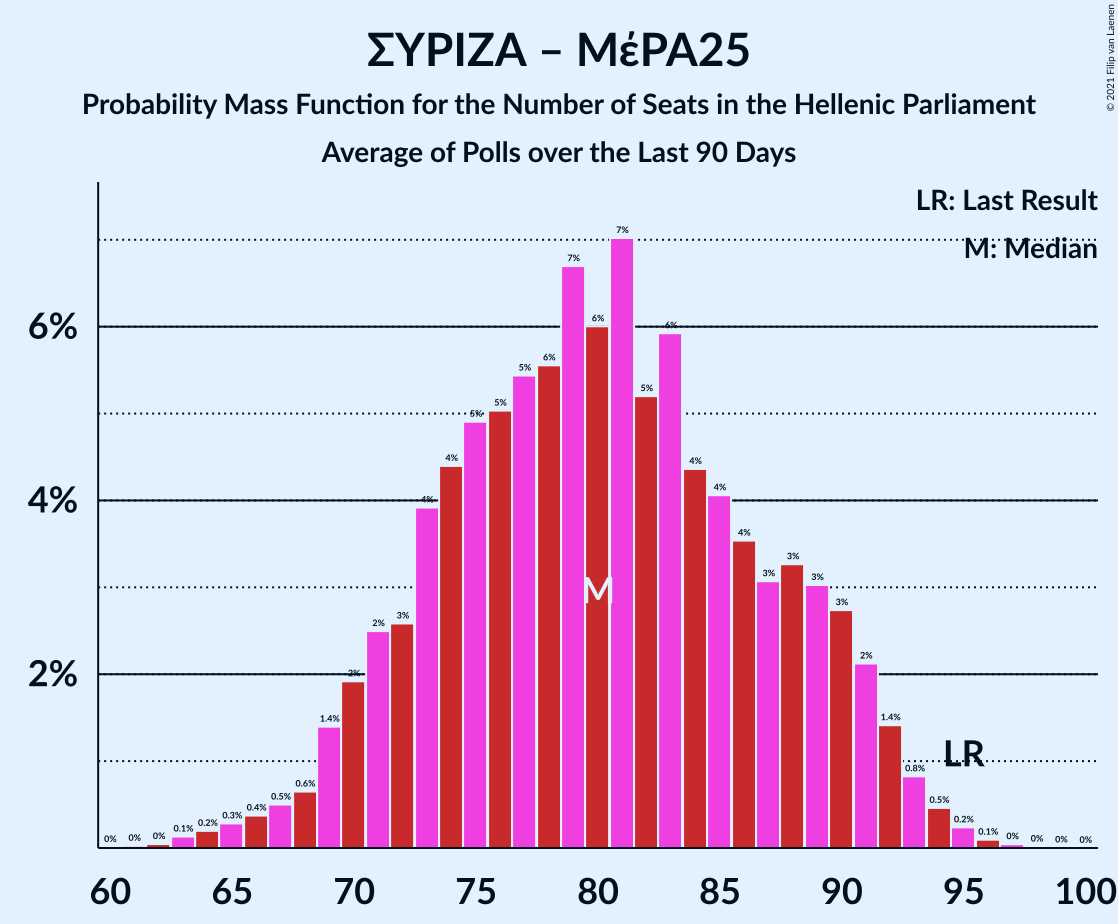 ΣΥΡΙΖΑ – ΜέΡΑ25
Probability Mass Function for the Number of Seats in the Hellenic Parliament
Average of Polls over the Last 90 Days
© 2021 Filip van Laenen
LR: Last Result
M: Median
6%
4%
2%
0% 0% 0% 0.1% 0.2% 0.3% 0.4% 0.5% 0.6% 1.4% 2% 2% 3% 4% 4% 5% 5% 5% 6% 7% 6% 7% 5% 6% 4% 4% 4% 3% 3% 3% 3% 2% 1.4% 0.8% 0.5% 0.2% 0.1% 0% 0% 0% 0%
M
LR
60 65 70 75 80 85 90 95 100